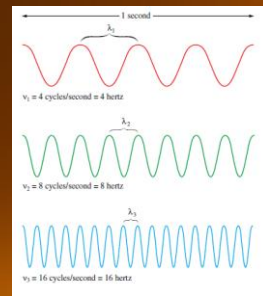 1 second
λ₁
ν₁ = 4 cycles/second = 4 hertz
λ₂
ν₂ = 8 cycles/second = 8 hertz
λ₃
ν₃ = 16 cycles/second = 16 hertz